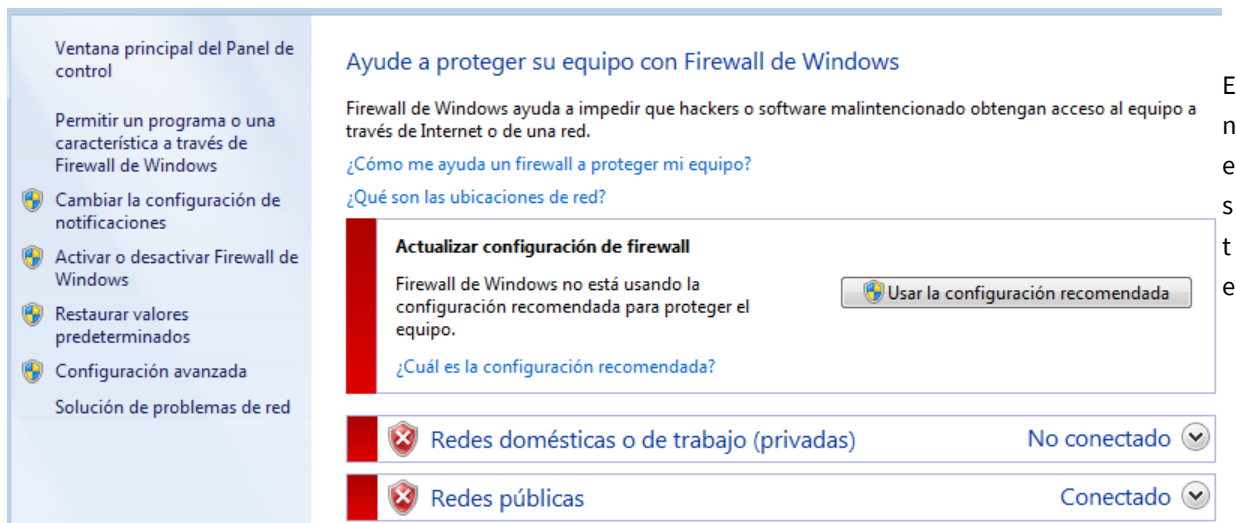 Ventana principal del Panel de
control
Permitir un programa o una
característica a través de
Firewall de Windows
Cambiar la configuración de
notificaciones
Activar o desactivar Firewall de
Windows
Restaurar valores
predeterminados
Configuración avanzada
Solución de problemas de red
Ayude a proteger su equipo con Firewall de Windows
Firewall de Windows ayuda a impedir que hackers o software malintencionado obtengan acceso al equipo a
través de Internet o de una red.
¿Cómo me ayuda un firewall a proteger mi equipo?
¿Qué son las ubicaciones de red?
Actualizar configuración de firewall
Firewall de Windows no está usando la
configuración recomendada para proteger el
equipo.
Usar la configuración recomendada
¿Cuál es la configuración recomendada?
Redes domésticas o de trabajo (privadas) No conectado
Redes públicas Conectado
E
n
e
s
t
e